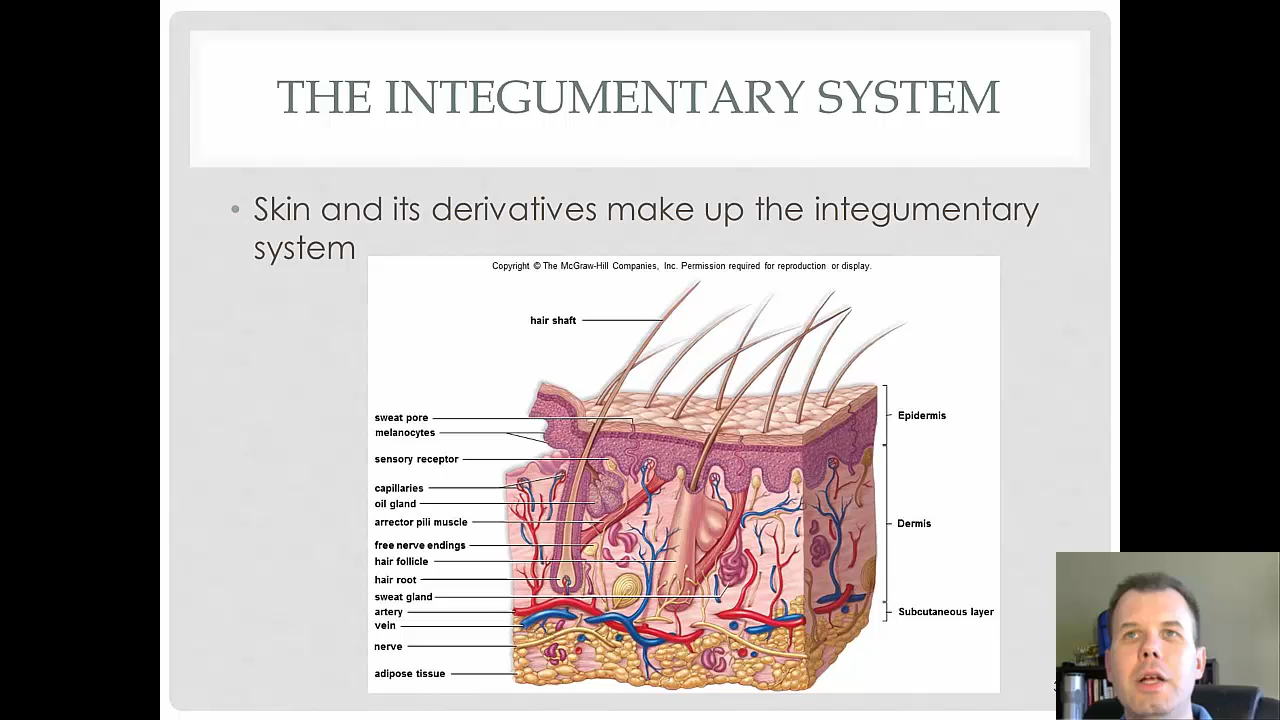 THE INTEGUMENTARY SYSTEM
• Skin and its derivatives make up the integumentary
system
Copyright © The McGraw-Hill Companies, Inc. Permission required for reproduction or display.
hair shaft
sweat pore
melanocytes
sensory receptor
capillaries
oil gland
arrector pili muscle
free nerve endings
hair follicle
hair root
sweat gland
artery
vein
nerve
adipose tissue
Epidermis
Dermis
Subcutaneous layer